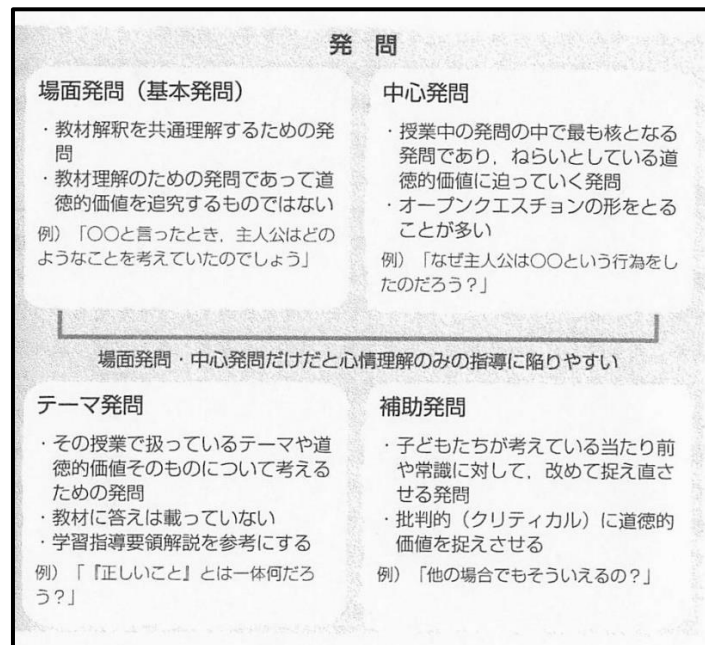 発 問
場面発問（基本発問）
・教材解釈を共通理解するための発
問
・教材理解のための発問であって道
徳的価値を追究するものではない
例）「○○と言ったとき，主人公はどの
ようなことを考えていたのでしょう」
中心発問
・授業中の発問の中で最も核となる
発問であり，ねらいとしている道
徳的価値に迫っていく発問
・オープンクエスチョンの形をとる
ことが多い
例）「なぜ主人公は○○という行為をし
たのだろう？」
場面発問・中心発問だけだと心情理解のみの指導に陥りやすい
テーマ発問
・その授業で扱っているテーマや道
徳的価値そのものについて考える
ための発問
・教材に答えは載っていない
・学習指導要領解説を参考にする
例）「『正しいこと』とは一体何だろ
う？」
補助発問
・子どもたちが考えている当たり前
や常識に対して，改めて捉え直さ
せる発問
・批判的（クリティカル）に道徳的
価値を捉えさせる
例）「他の場合でもそういえるの？」